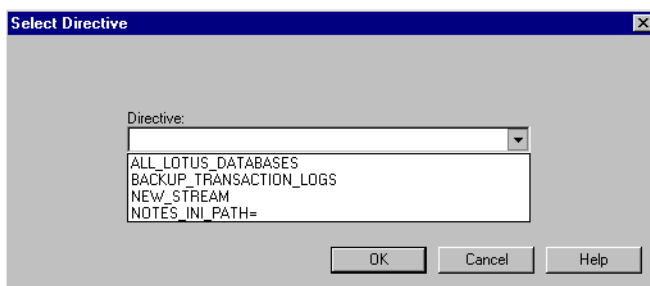 Select Directive
Directive:
ALL_LOTUS_DATABASES
BACKUP_TRANSACTION_LOGS
NEW_STREAM
NOTES_INI_PATH=
OK Cancel Help